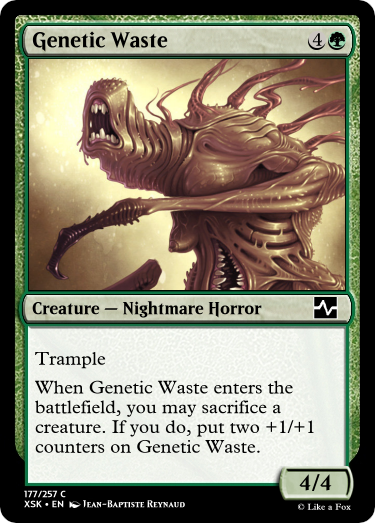 Genetic Waste 4
Creature — Nightmare Horror
Trample
When Genetic Waste enters the
battlefield, you may sacrifice a
creature. If you do, put two +1/+1
counters on Genetic Waste.
4/4
177/257 C
XSK • EN Jean-Baptiste Reynaud
© Like a Fox